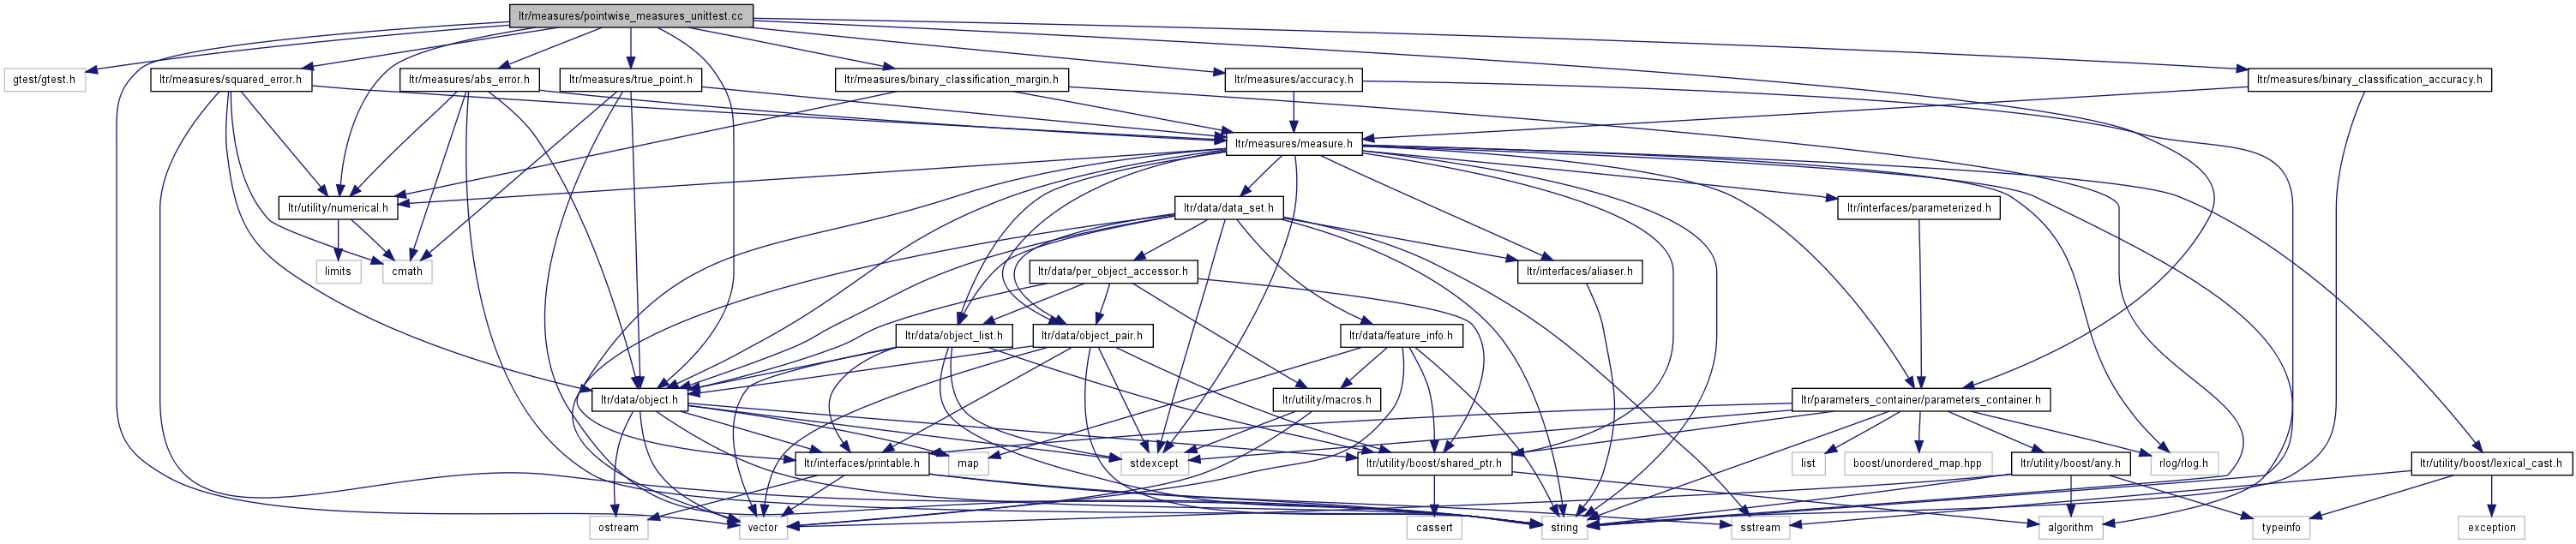 ltr/measures/pointwise_measures_unittest.cc
gtest/gtest.h
ltr/measures/squared_error.h
ltr/measures/abs_error.h
ltr/measures/true_point.h
ltr/measures/binary_classification_margin.h
ltr/measures/accuracy.h
ltr/measures/binary_classification_accuracy.h
ltr/measures/measure.h
ltr/utility/numerical.h
ltr/data/data_set.h
ltr/interfaces/parameterized.h
limits
cmath
ltr/data/per_object_accessor.h
ltr/interfaces/aliaser.h
ltr/data/object_list.h
ltr/data/object_pair.h
ltr/data/feature_info.h
ltr/data/object.h
ltr/utility/macros.h
ltr/parameters_container/parameters_container.h
ltr/interfaces/printable.h
map
stdexcept
ltr/utility/boost/shared_ptr.h
list
boost/unordered_map.hpp
ltr/utility/boost/any.h
rlog/rlog.h
ltr/utility/boost/lexical_cast.h
ostream
vector
cassert
string
sstream
algorithm
typeinfo
exception